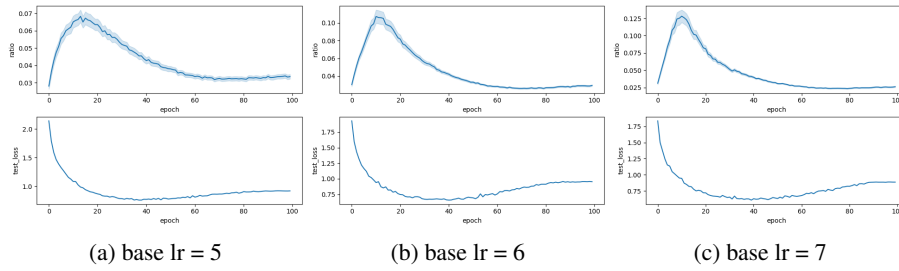 0.07
0.06
0.05
0.04
0.03
ratio
0 20 40 60 80 100
epoch
2.0
1.5
1.0
test_loss
0 20 40 60 80 100
epoch
(a) base lr = 5
0.10
0.08
0.06
0.04
ratio
0 20 40 60 80 100
epoch
1.75
1.50
1.25
1.00
0.75
test_loss
0 20 40 60 80 100
epoch
(b) base lr = 6
0.125
0.100
0.075
0.050
0.025
ratio
0 20 40 60 80 100
epoch
1.75
1.50
1.25
1.00
0.75
test_loss
0 20 40 60 80 100
epoch
(c) base lr = 7